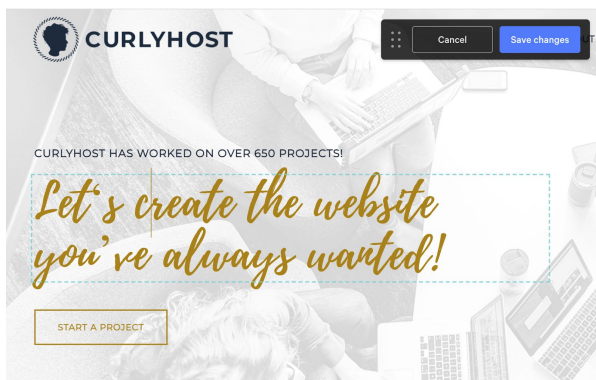 CURLYHOST
Cancel
Save changes
UT
CURLYHOST HAS WORKED ON OVER 650 PROJECTS!
Let's create the website
you've always wanted!
START A PROJECT